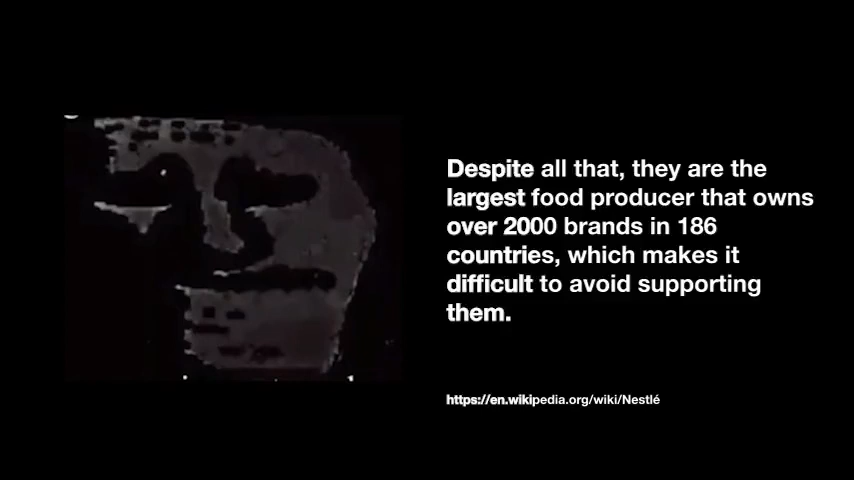 Despite all that, they are the
largest food producer that owns
over 2000 brands in 186
countries, which makes it
difficult to avoid supporting
them.
https://en.wikipedia.org/wiki/Nestlé